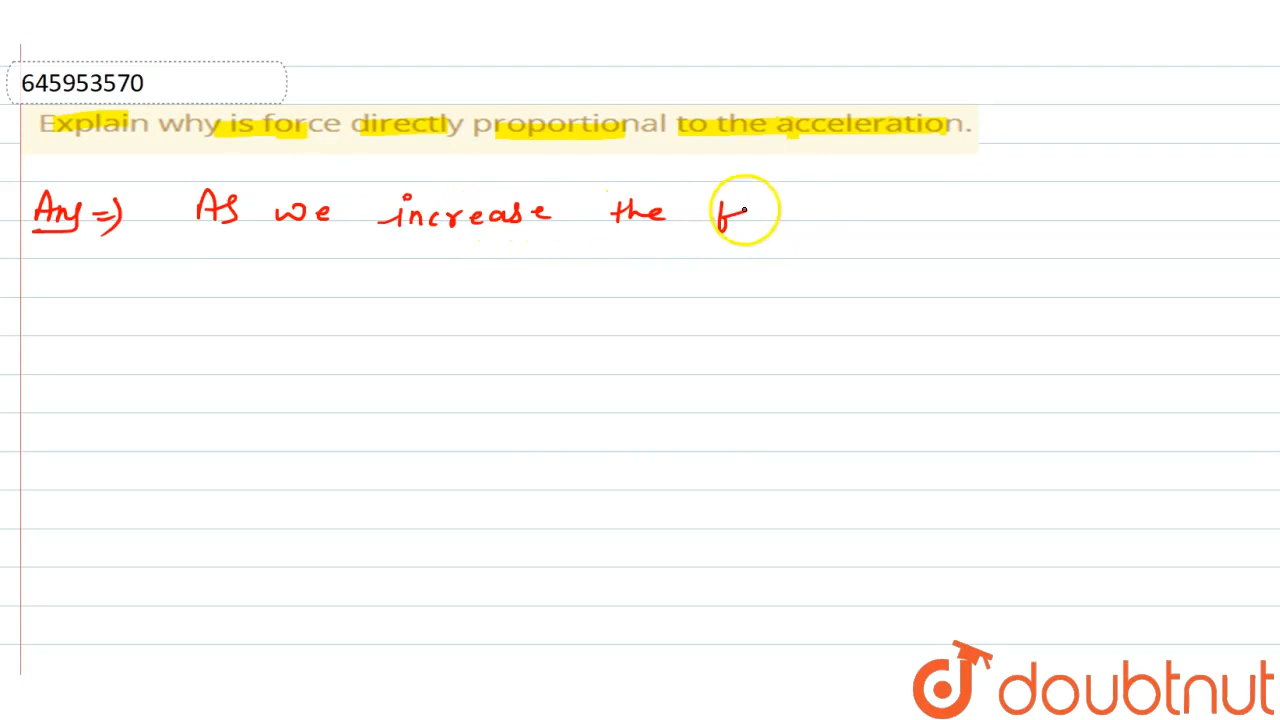 645953570
Explain why is force directly proportional to the acceleration.
Ans => As we increase the f
doubtnut